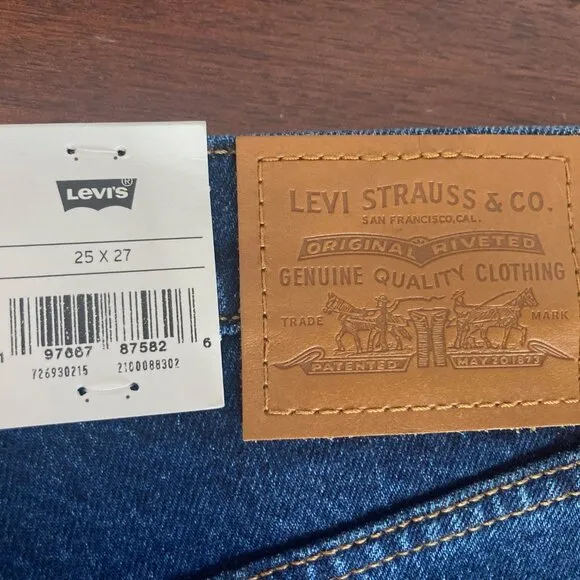 LEVI'S®
25 X 27
1 97667 87582 6
726930215 2100088302
LEVI STRAUSS & CO.
SAN FRANCISCO, CAL.
ORIGINAL RIVETED
GENUINE QUALITY CLOTHING
TRADE MARK
PATENTED MAY 20 1873